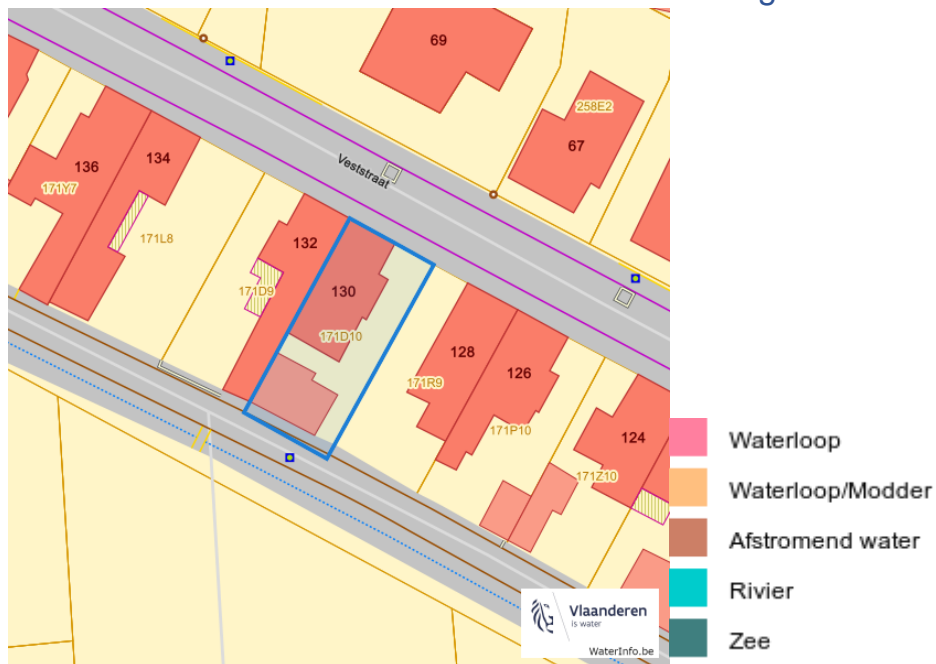 69
258E2
67
136
134
Veststraat
171Y7
171L8
132
171D9
130
171D10
128
126
171R9
171P10
124
171Z10
Vlaanderen
is water
WaterInfo.be
Waterloop
Waterloop/Modder
Afstromend water
Rivier
Zee